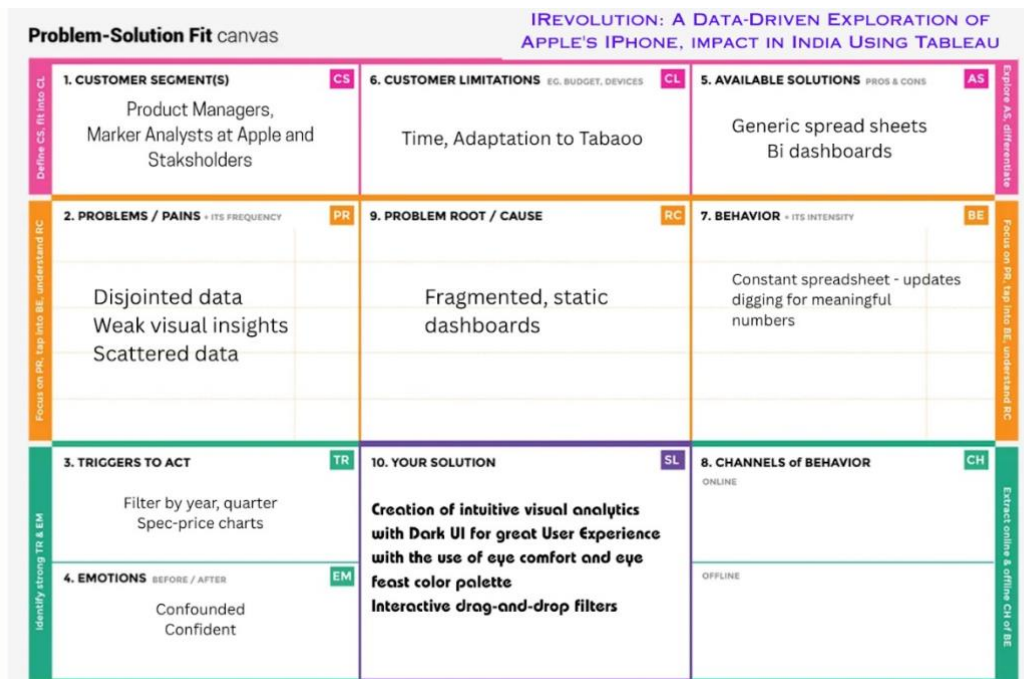 Problem-Solution Fit canvas
IREVOLUTION: A DATA-DRIVEN EXPLORATION OF
APPLE'S IPHONE, IMPACT IN INDIA USING TABLEAU
Define CS, fit into CL
1. CUSTOMER SEGMENT(S)
CS
Product Managers,
Marker Analysts at Apple and
Staksholders
6. CUSTOMER LIMITATIONS EG. BUDGET, DEVICES
CL
Time, Adaptation to Tabaoo
5. AVAILABLE SOLUTIONS PROS & CONS
AS
Generic spread sheets
Bi dashboards
Explore AS, differentiate
Focus on PR, tap into BE, understand RC
2. PROBLEMS / PAINS + ITS FREQUENCY
PR
Disjointed data
Weak visual insights
Scattered data
9. PROBLEM ROOT / CAUSE
RC
Fragmented, static
dashboards
7. BEHAVIOR + ITS INTENSITY
BE
Constant spreadsheet - updates
digging for meaningful
numbers
Focus on PR, tap into BE, understand RC
Identify strong TR & EM
3. TRIGGERS TO ACT
TR
Filter by year, quarter
Spec-price charts
4. EMOTIONS BEFORE / AFTER
EM
Confounded
Confident
10. YOUR SOLUTION
SL
Creation of intuitive visual analytics
with Dark UI for great User Experience
with the use of eye comfort and eye
feast color palette
Interactive drag-and-drop filters
8. CHANNELS of BEHAVIOR
CH
ONLINE
OFFLINE
Extract online & offline CH of BE